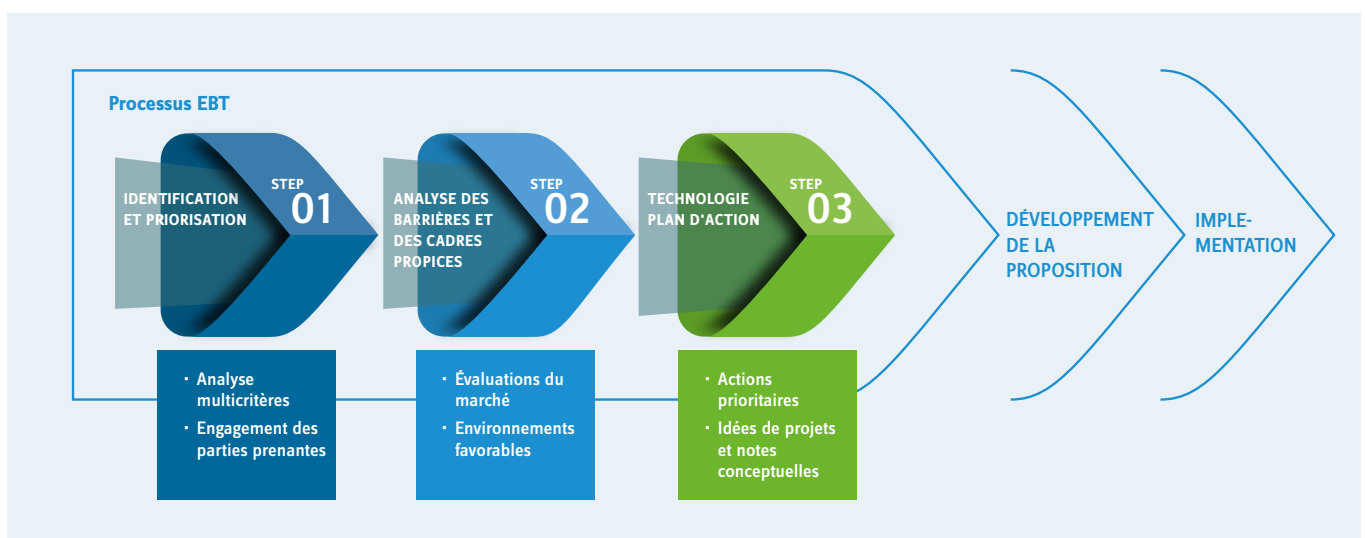 Processus EBT
IDENTIFICATION
ET PRIORISATION
STEP
01
ANALYSE DES
BARRIÈRES ET
DES CADRES
PROPICES
STEP
02
TECHNOLOGIE
PLAN D'ACTION
STEP
03
DÉVELOPPEMENT
DE LA
PROPOSITION
IMPLE-
MENTATION
· Analyse
multicritères
· Engagement des
parties prenantes
· Évaluations du
marché
· Environnements
favorables
· Actions
prioritaires
· Idées de projets
et notes
conceptuelles